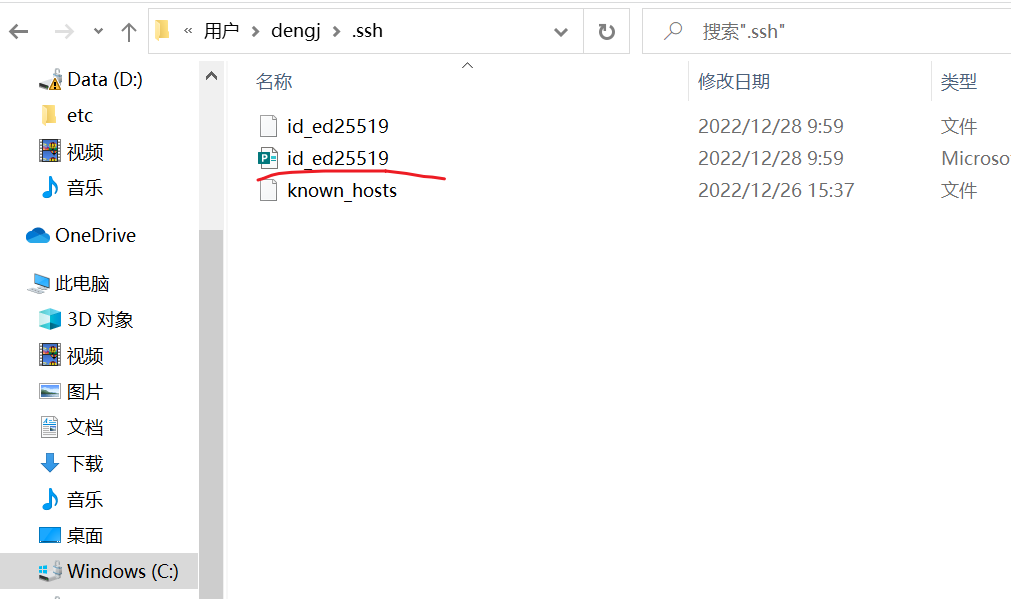 « 用户 > dengj > .ssh
搜索".ssh"
Data (D:)
etc
视频
音乐
OneDrive
此电脑
3D 对象
视频
图片
文档
下载
音乐
桌面
Windows (C:)
名称 修改日期 类型
id_ed25519 2022/12/28 9:59 文件
id_ed25519 2022/12/28 9:59 Microso
known_hosts 2022/12/26 15:37 文件